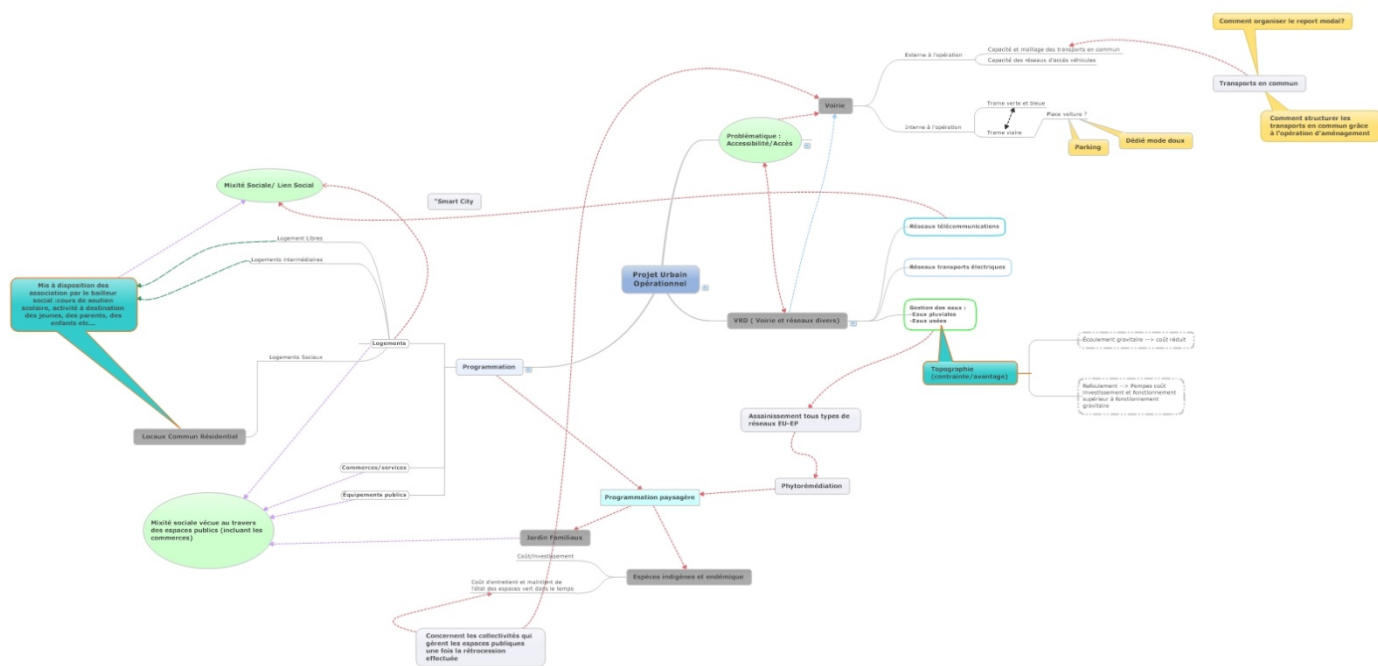 Comment organiser le report modal?
Externe à l'opération
Capacité et maillage des transports en commun
Capacité des réseaux d'accès véhicules
Transports en commun
Voirie
Trame verte et bleue
Interne à l'opération
Trame viaire
Place voiture ?
Parking
Dédié mode doux
Comment structurer les
transports en commun grâce
à l'opération d'aménagement
Problématique :
Accessibilité/Accès
Mixité Sociale/ Lien Social
"Smart City
Réseaux télécommunications
Logement Libres
Logements Intermédiaires
Réseaux transports électriques
Projet Urbain
Opérationnel
Mis à disposition des
association par le bailleur
social :cours de soutien
scolaire, activité à destination
des jeunes, des parents, des
enfants etc...
Gestion des eaux :
-Eaux pluviales
-Eaux usées
VRD ( Voirie et réseaux divers)
Logements
Logements Sociaux
Programmation
Topographie
(contrainte/avantage)
Écoulement gravitaire --> coût réduit
Refoulement --> Pompes coût
investissement et fonctionnement
supérieur à fonctionnement
gravitaire
Assainissement tous types de
réseaux EU-EP
Locaux Commun Résidentiel
Commerces/services
Équipements publics
Phytorémédiation
Programmation paysagère
Mixité sociale vécue au travers
des espaces publics (incluant les
commerces)
Jardin Familiaux
Coût/investissement
Espèces indigènes et endémique
Coût d'entretient et maintient de
l'état des espaces vert dans le temps
Concernent les collectivités qui
gèrent les espaces publiques
une fois la rétrocession
effectuée